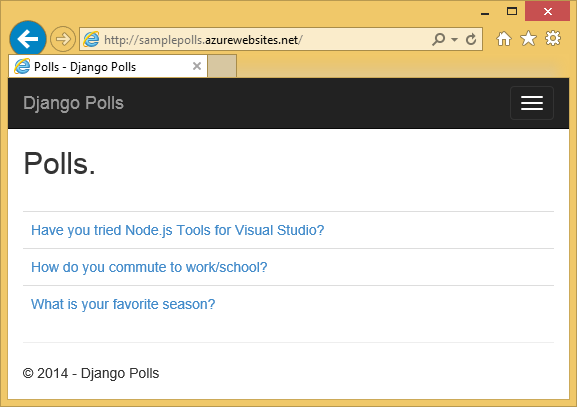 http://samplepolls.azurewebsites.net/
Polls - Django Polls
Django Polls
Polls.
Have you tried Node.js Tools for Visual Studio?
How do you commute to work/school?
What is your favorite season?
© 2014 - Django Polls